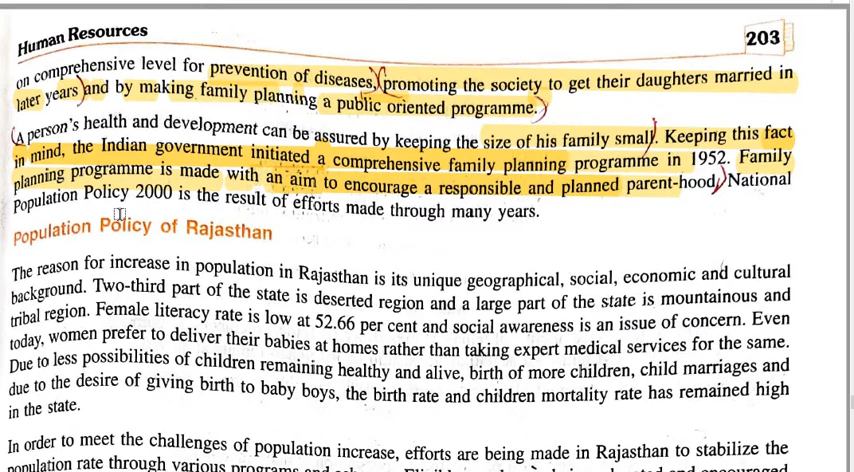 Human Resources
203
on comprehensive level for prevention of diseases, promoting the society to get their daughters married in
later years and by making family planning a public oriented programme.
A person's health and development can be assured by keeping the size of his family small. Keeping this fact
in mind, the Indian government initiated a comprehensive family planning programme in 1952. Family
planning programme is made with an aim to encourage a responsible and planned parent-hood, National
Population Policy 2000 is the result of efforts made through many years.
Population Policy of Rajasthan
The reason for increase in population in Rajasthan is its unique geographical, social, economic and cultural
background. Two-third part of the state is deserted region and a large part of the state is mountainous and
tribal region. Female literacy rate is low at 52.66 per cent and social awareness is an issue of concern. Even
today, women prefer to deliver their babies at homes rather than taking expert medical services for the same.
Due to less possibilities of children remaining healthy and alive, birth of more children, child marriages and
due to the desire of giving birth to baby boys, the birth rate and children mortality rate has remained high
in the state.
In order to meet the challenges of population increase, efforts are being made in Rajasthan to stabilize the
population rate through various programs and